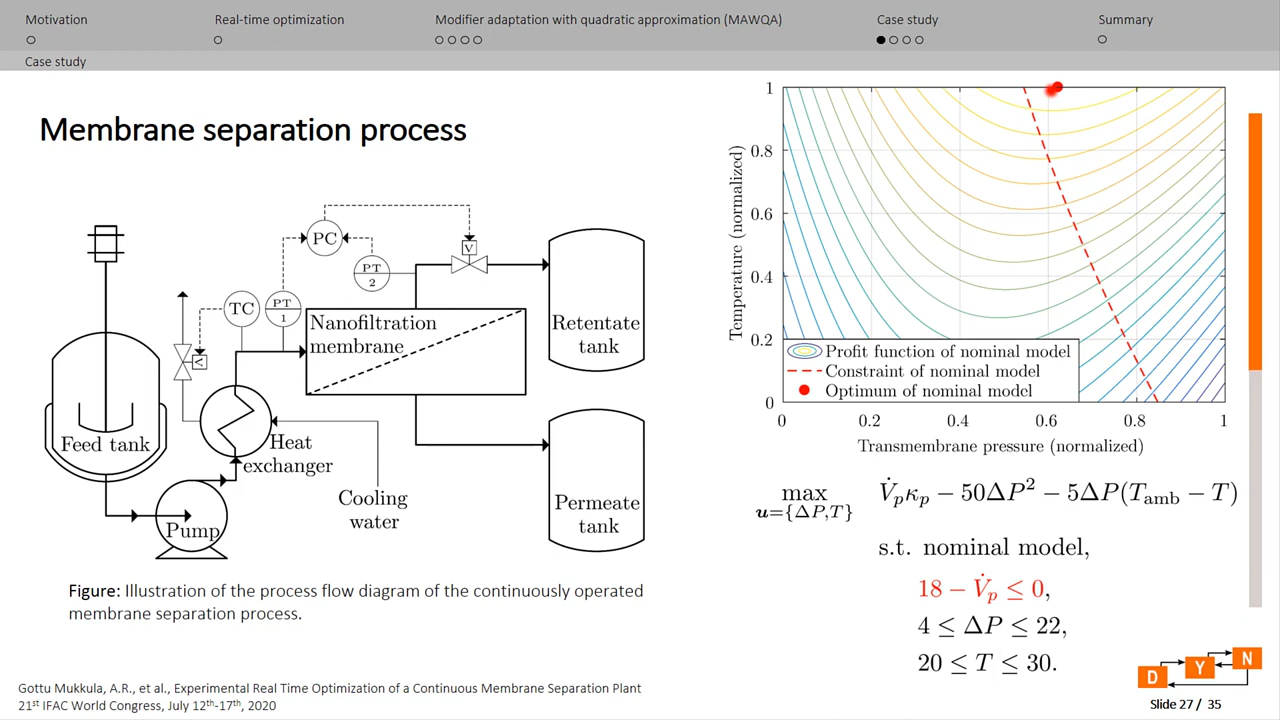 Motivation
Real-time optimization
Modifier adaptation with quadratic approximation (MAWQA)
Case study
Summary
Case study
Membrane separation process
PC
V
PT
2
TC
PT
1
V
Nanofiltration
membrane
Retentate
tank
Feed tank
Heat
exchanger
Cooling
water
Pump
Permeate
tank
Figure: Illustration of the process flow diagram of the continuously operated
membrane separation process.
Temperature (normalized)
1
0.8
0.6
0.4
0.2
0
Profit function of nominal model
Constraint of nominal model
Optimum of nominal model
0 0.2 0.4 0.6 0.8 1
Transmembrane pressure (normalized)
max V̇ₚκₚ − 50ΔP² − 5ΔP(Tamb − T)
u={ΔP,T}
s.t. nominal model,
18 − V̇ₚ ≤ 0,
4 ≤ ΔP ≤ 22,
20 ≤ T ≤ 30.
D Y N
Gottu Mukkula, A.R., et al., Experimental Real Time Optimization of a Continuous Membrane Separation Plant
21st IFAC World Congress, July 12th-17th, 2020
Slide 27 / 35